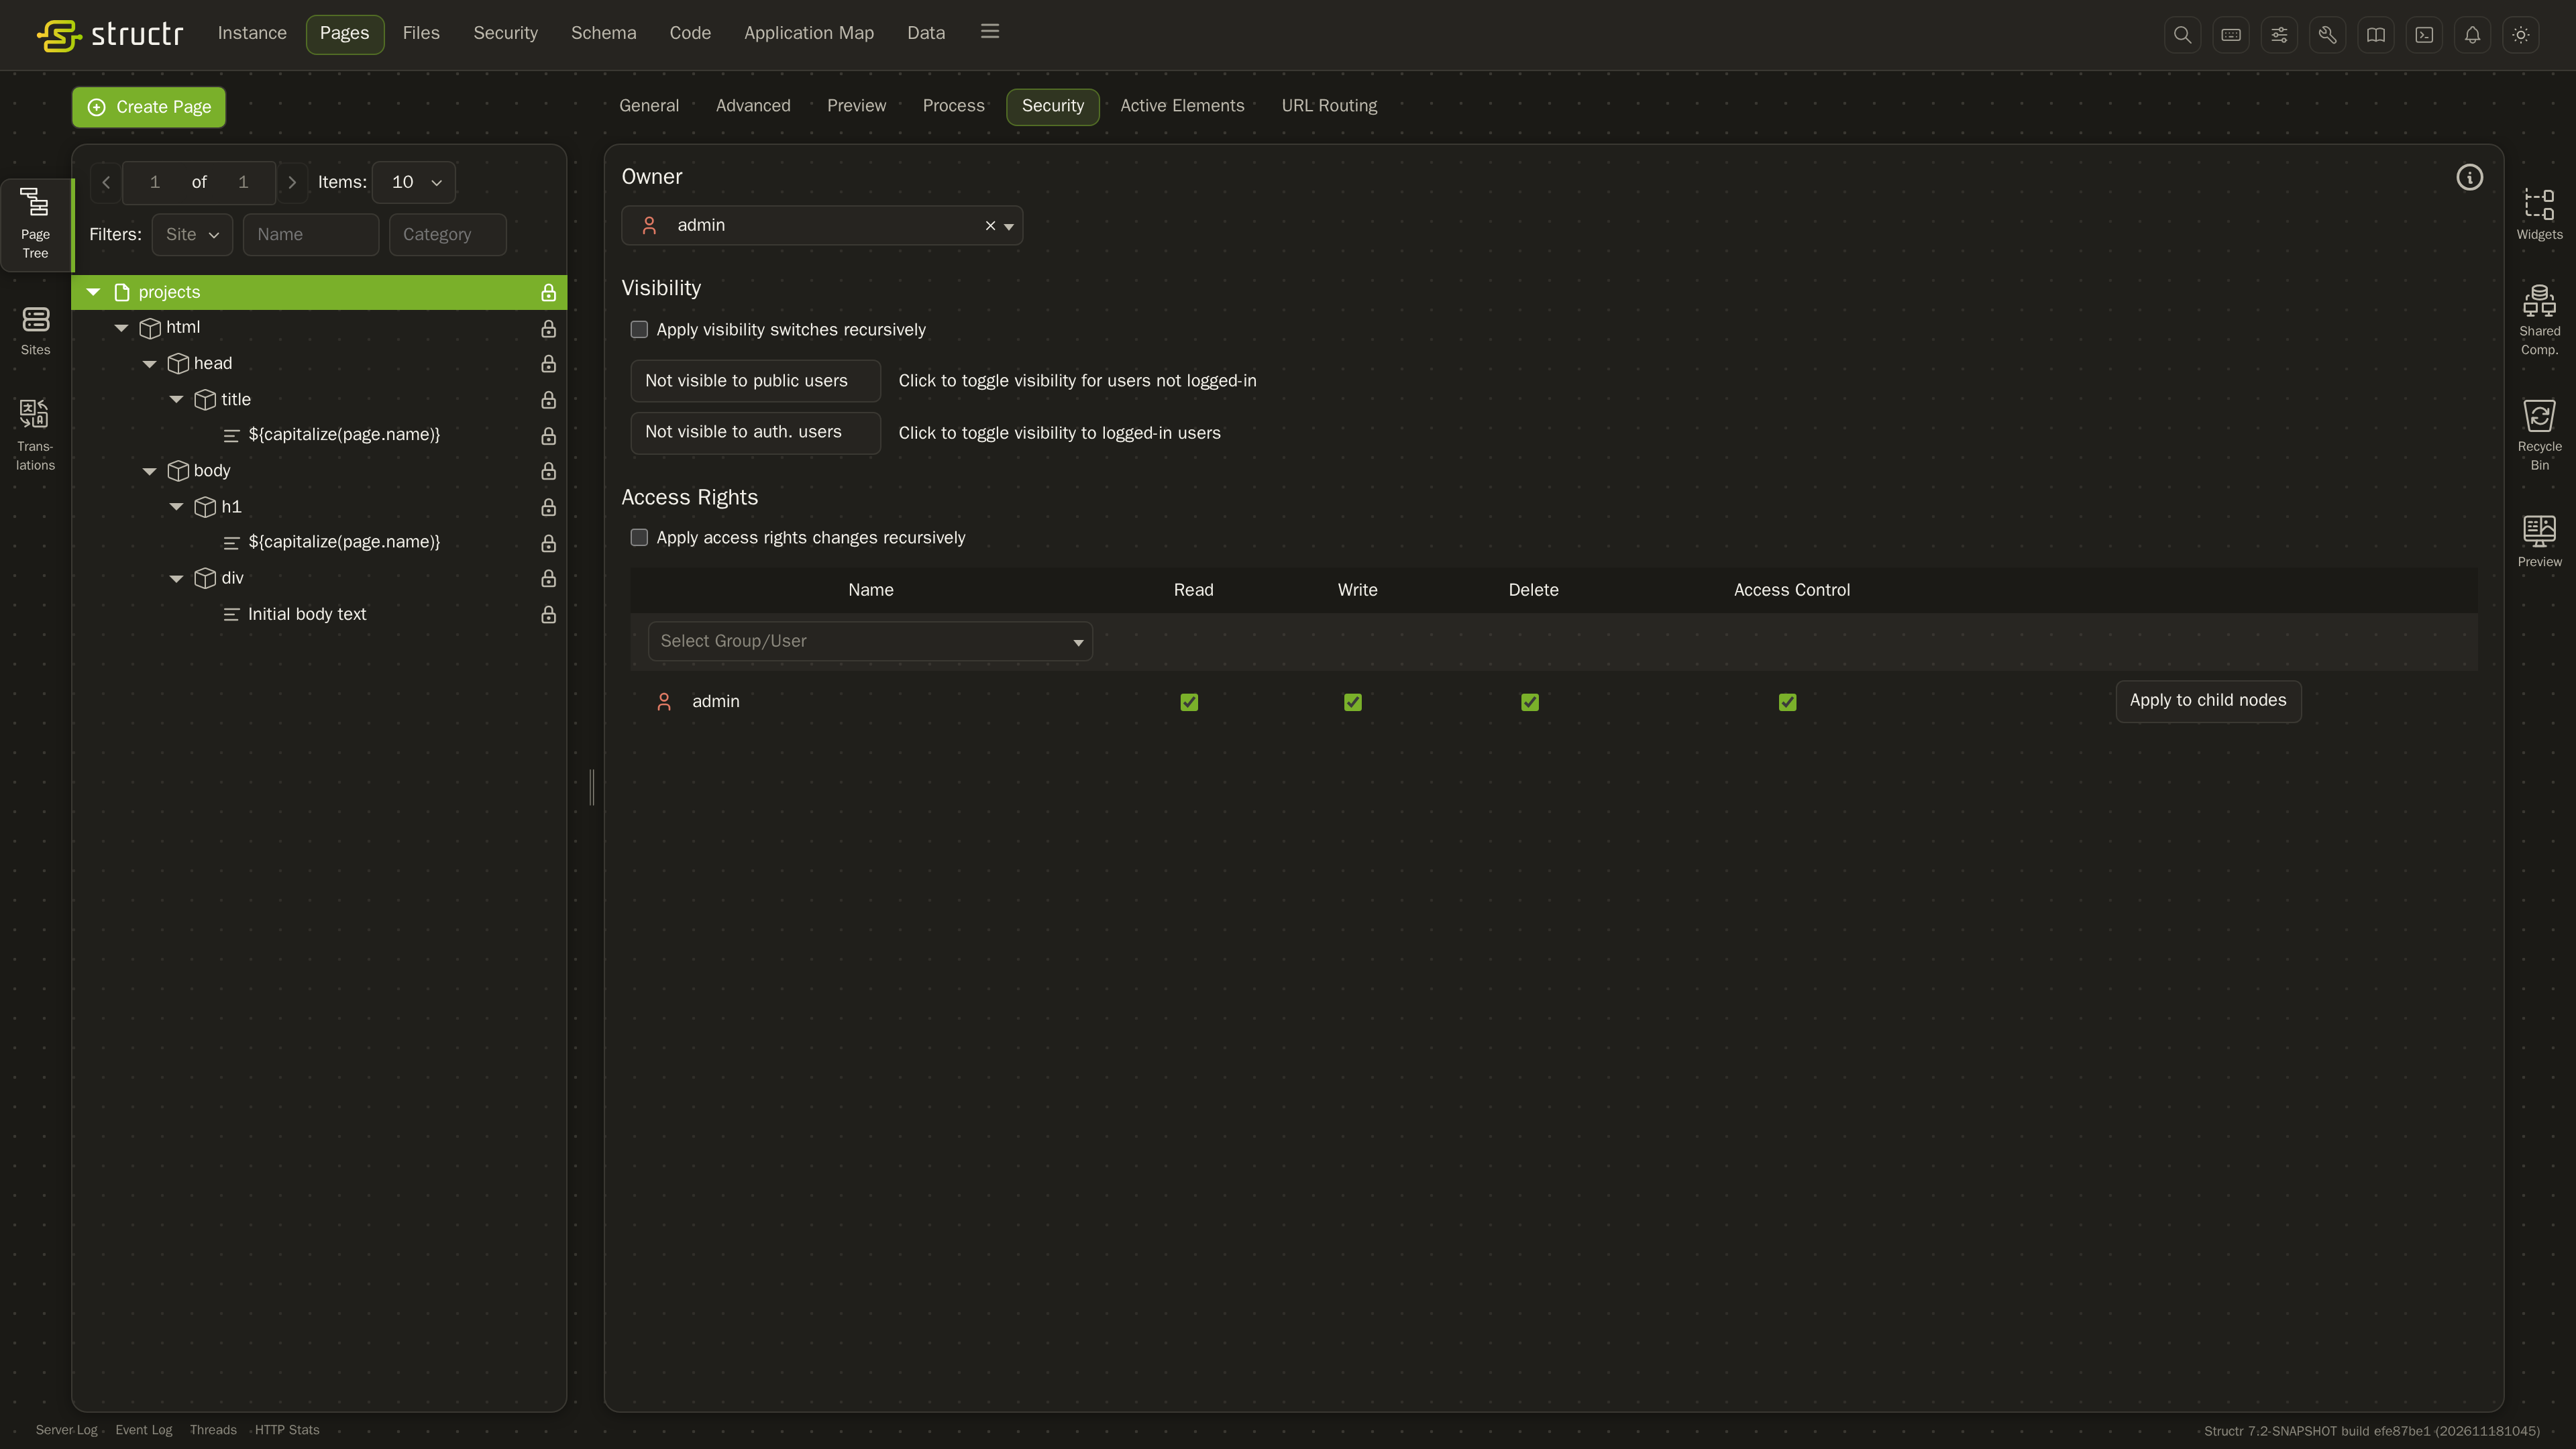 structr
Instance
Pages
Files
Security
Schema
Code
Application Map
Data
Create Page
General
Advanced
Preview
Process
Security
Active Elements
URL Routing
Page
Tree
Sites
Trans-
lations
1 of 1
Items: 10
Filters: Site Name Category
projects
html
head
title
${capitalize(page.name)}
body
h1
${capitalize(page.name)}
div
Initial body text
Owner
admin
Visibility
Apply visibility switches recursively
Not visible to public users Click to toggle visibility for users not logged-in
Not visible to auth. users Click to toggle visibility to logged-in users
Access Rights
Apply access rights changes recursively
Name Read Write Delete Access Control
Select Group/User
admin Apply to child nodes
Widgets
Shared
Comp.
Recycle
Bin
Preview
Server Log Event Log Threads HTTP Stats
Structr 7.2-SNAPSHOT build efe87be1 (202611181045)